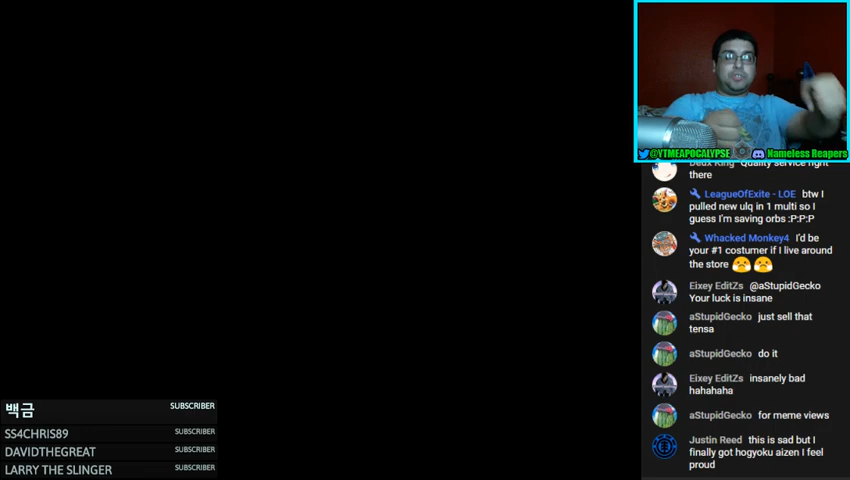 @YTMEAPOCALYPSE Nameless Reapers
Deux King Quality service right
there
LeagueOfExite - LOE btw I
pulled new ulq in 1 multi so I
guess I'm saving orbs :P:P:P
Whacked Monkey4 I'd be
your #1 costumer if I live around
the store
Eixey EditZs @aStupidGecko
Your luck is insane
aStupidGecko just sell that
tensa
aStupidGecko do it
Eixey EditZs insanely bad
hahahaha
aStupidGecko for meme views
Justin Reed this is sad but I
finally got hogyoku aizen I feel
proud
백금 SUBSCRIBER
SS4CHRIS89 SUBSCRIBER
DAVIDTHEGREAT SUBSCRIBER
LARRY THE SLINGER SUBSCRIBER